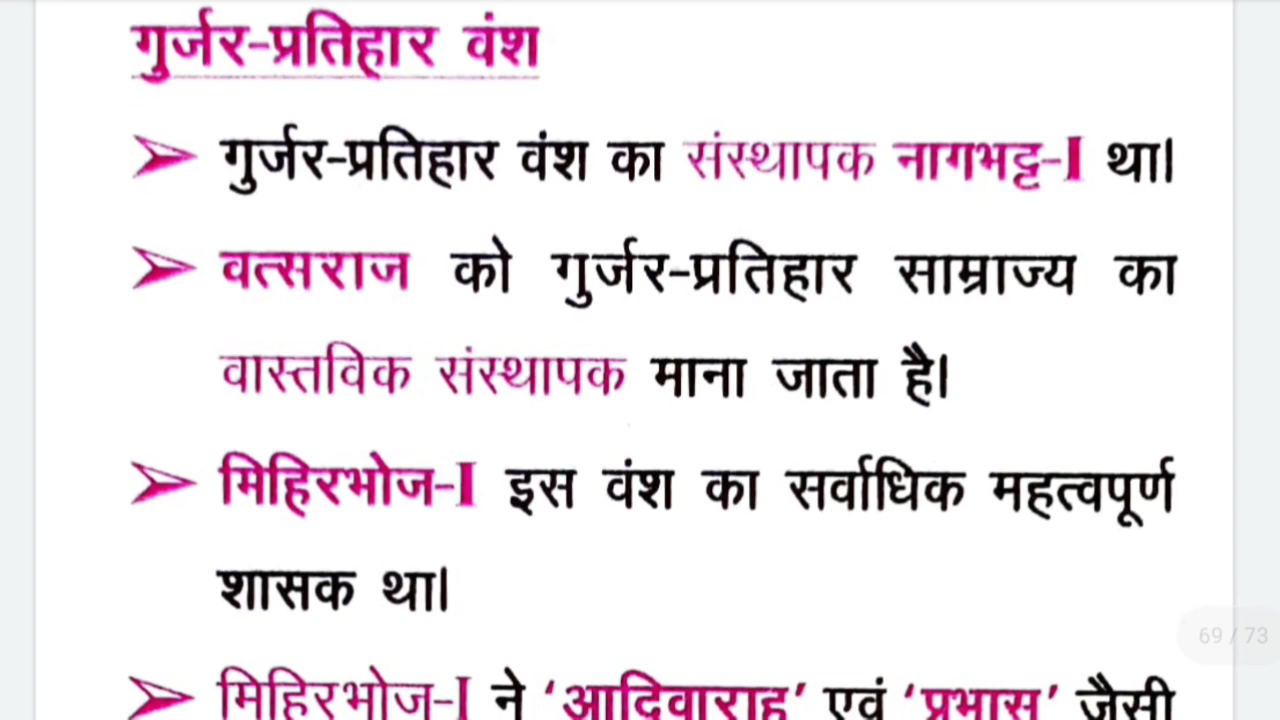 गुर्जर-प्रतिहार वंश
➢ गुर्जर-प्रतिहार वंश का संस्थापक नागभट्ट-I था।
➢ वत्सराज को गुर्जर-प्रतिहार साम्राज्य का
वास्तविक संस्थापक माना जाता है।
➢ मिहिरभोज-I इस वंश का सर्वाधिक महत्वपूर्ण
शासक था।
69 / 73
➢ मिहिरभोज-I ने ‘आदिवाराह’ एवं ‘प्रभास’ जैसी